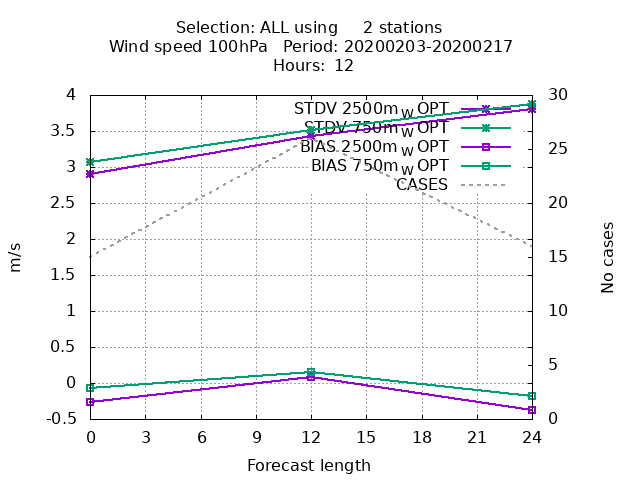 Selection: ALL using     2 stations
Wind speed 100hPa   Period: 20200203-20200217
Hours: 12
4
3.5
3
2.5
2
1.5
1
0.5
0
-0.5
m/s
STDV 2500m_W OPT
STDV 750m_W OPT
BIAS 2500m_W OPT
BIAS 750m_W OPT
CASES
30
25
20
15
10
5
0
No cases
0 3 6 9 12 15 18 21 24
Forecast length